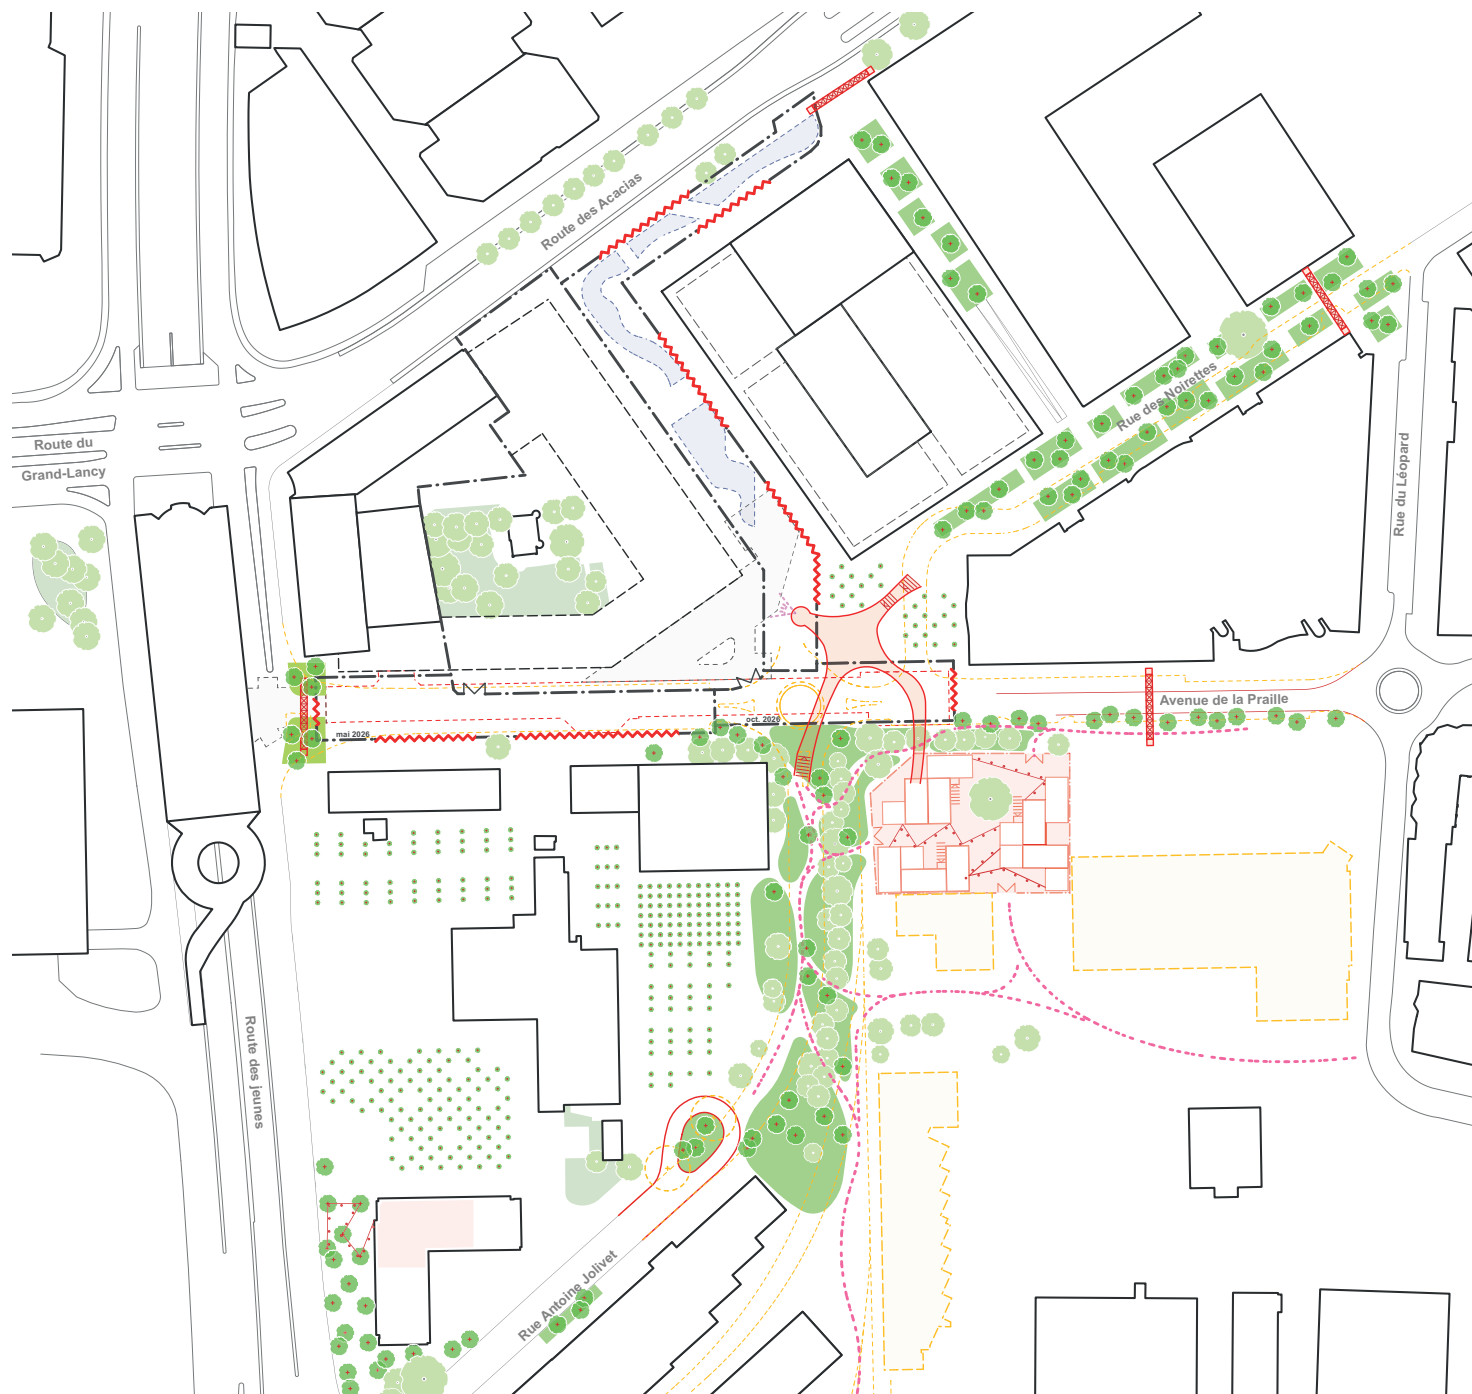 Route des Acacias
Rue des Noirettes
Route du
Grand-Lancy
Rue du Léopard
Avenue de la Praille
oct. 2026
mai 2026
Route des jeunes
Rue Antoine Jolivet